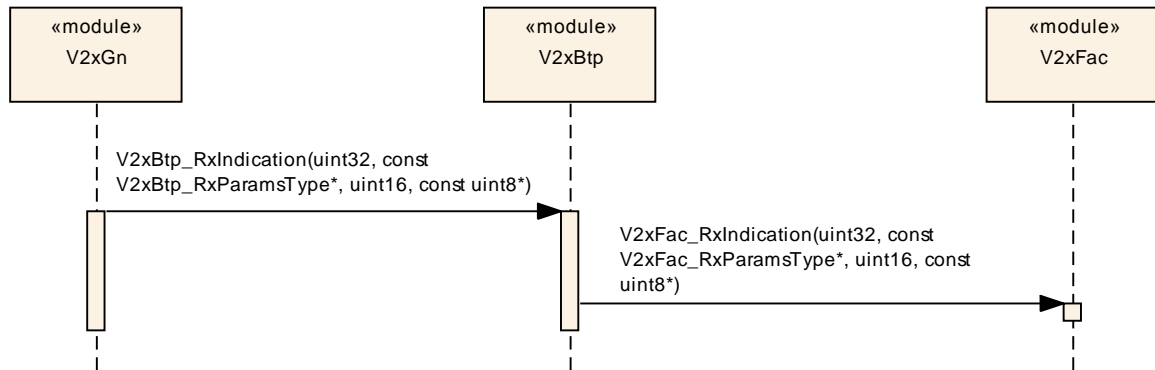 «module»
V2xGn
«module»
V2xBtp
«module»
V2xFac
V2xBtp_RxIndication(uint32, const
V2xBtp_RxParamsType*, uint16, const uint8*)
V2xFac_RxIndication(uint32, const
V2xFac_RxParamsType*, uint16, const
uint8*)